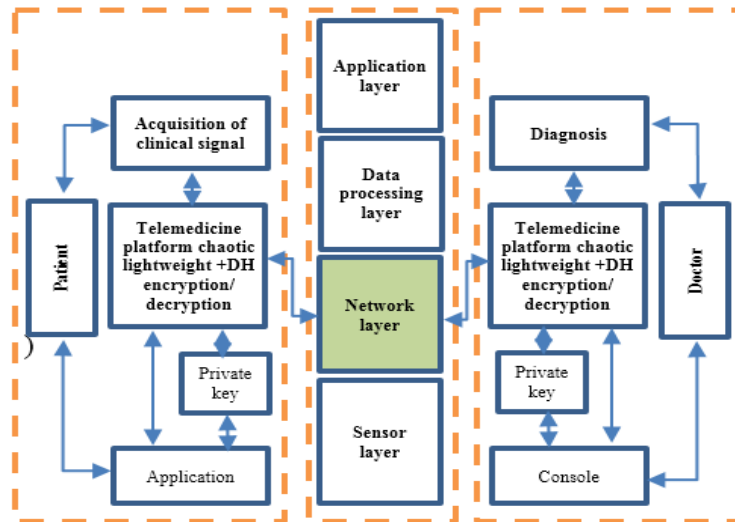 Acquisition of
clinical signal
Patient
)
Telemedicine
platform chaotic
lightweight +DH
encryption/
decryption
Private
key
Application
Application
layer
Data
processing
layer
Network
layer
Sensor
layer
Diagnosis
Telemedicine
platform chaotic
lightweight +DH
encryption/
decryption
Doctor
Private
key
Console